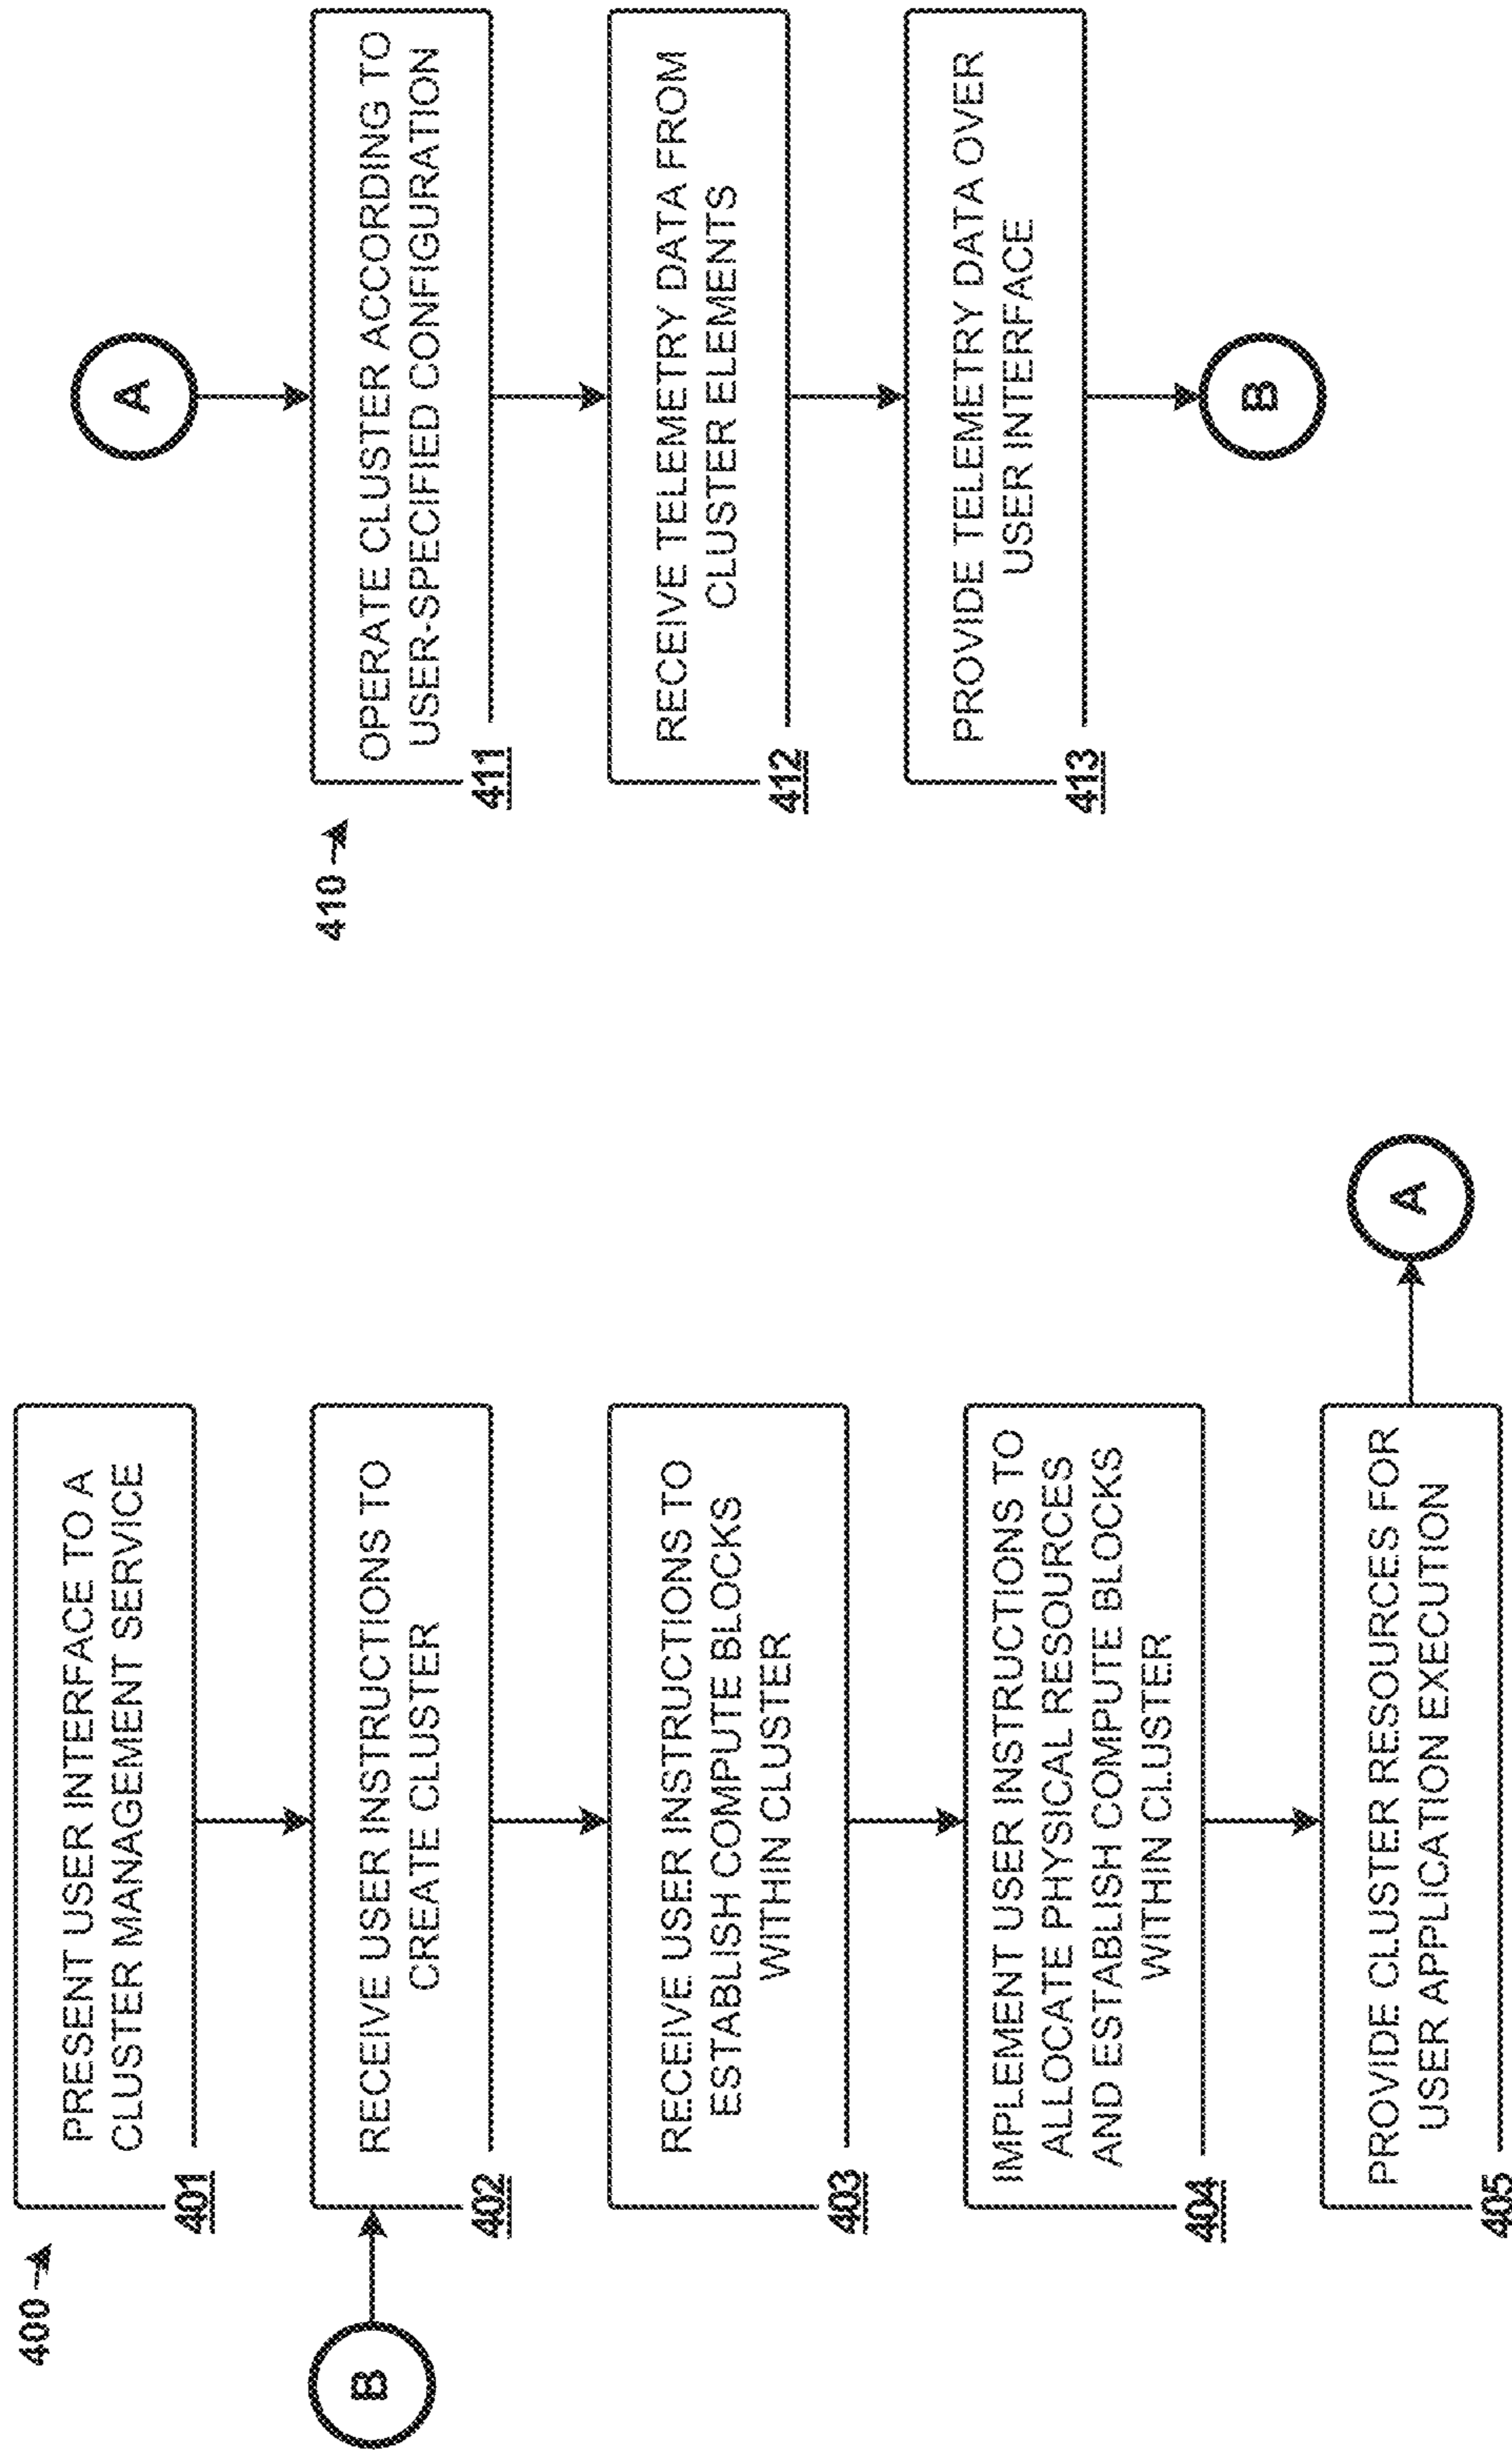 400
PRESENT USER INTERFACE TO A
CLUSTER MANAGEMENT SERVICE
401
B
RECEIVE USER INSTRUCTIONS TO
CREATE CLUSTER
402
RECEIVE USER INSTRUCTIONS TO
ESTABLISH COMPUTE BLOCKS
WITHIN CLUSTER
403
IMPLEMENT USER INSTRUCTIONS TO
ALLOCATE PHYSICAL RESOURCES
AND ESTABLISH COMPUTE BLOCKS
WITHIN CLUSTER
404
PROVIDE CLUSTER RESOURCES FOR
USER APPLICATION EXECUTION
405
A
A
410
OPERATE CLUSTER ACCORDING TO
USER-SPECIFIED CONFIGURATION
411
RECEIVE TELEMETRY DATA FROM
CLUSTER ELEMENTS
412
PROVIDE TELEMETRY DATA OVER
USER INTERFACE
413
B